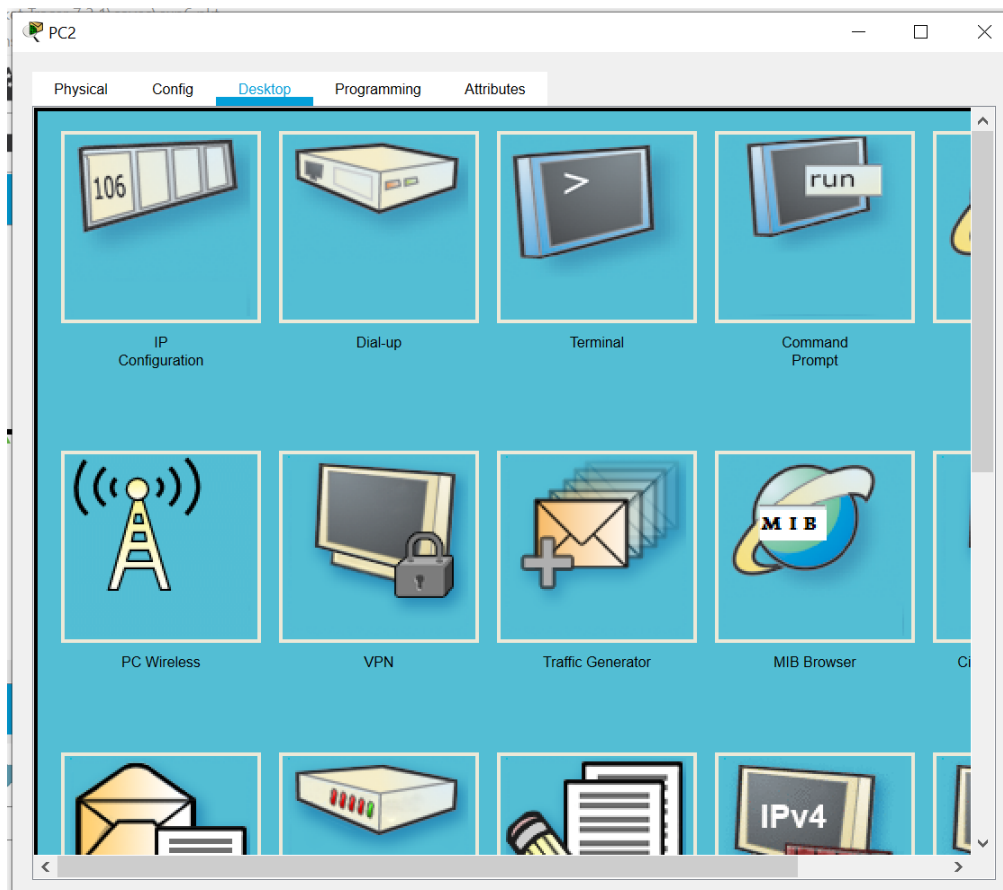 PC2
Physical Config Desktop Programming Attributes
106
>
run
IP
Configuration
Dial-up
Terminal
Command
Prompt
MIB
PC Wireless
VPN
Traffic Generator
MIB Browser
Ci
IPv4